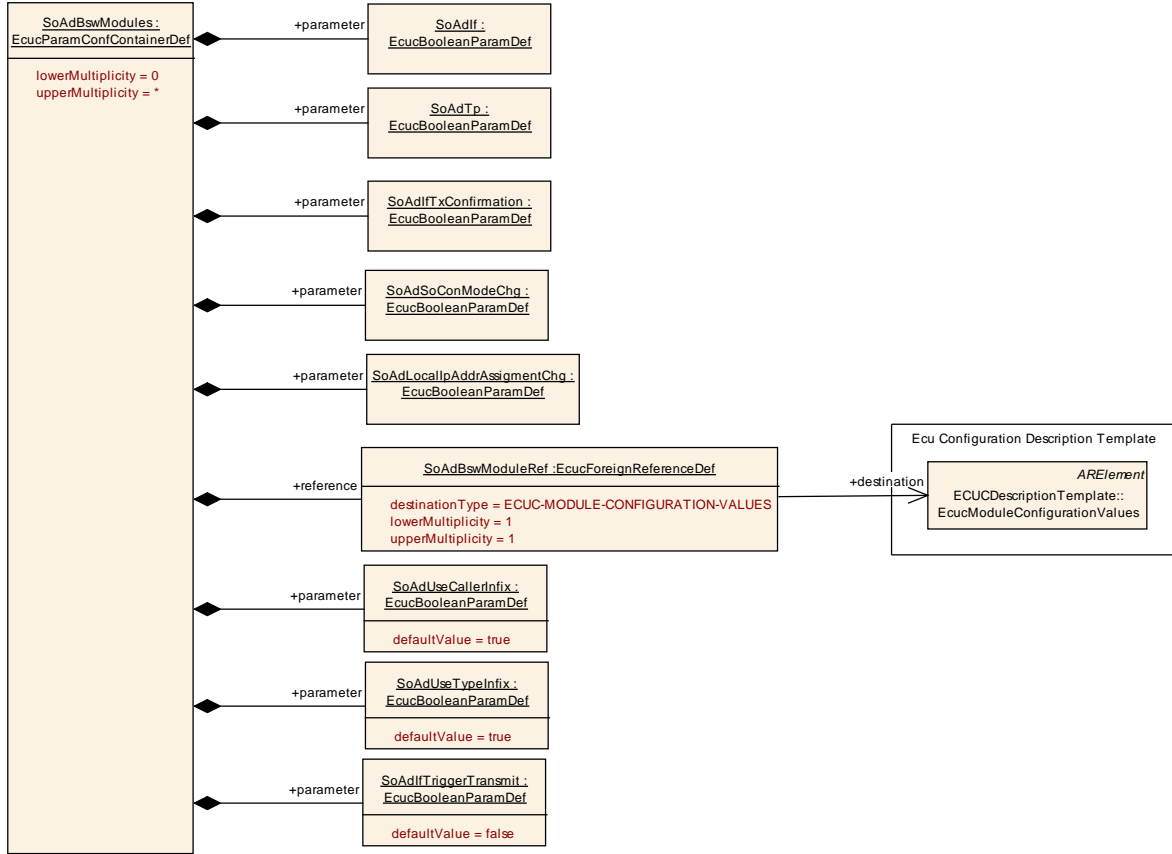 SoAdBswModules :
EcucParamConfContainerDef
lowerMultiplicity = 0
upperMultiplicity = *
+parameter
SoAdIf :
EcucBooleanParamDef
+parameter
SoAdTp :
EcucBooleanParamDef
+parameter
SoAdIfTxConfirmation :
EcucBooleanParamDef
+parameter
SoAdSoConModeChg :
EcucBooleanParamDef
+parameter
SoAdLocalIpAddrAssigmentChg :
EcucBooleanParamDef
+reference
SoAdBswModuleRef :EcucForeignReferenceDef
destinationType = ECUC-MODULE-CONFIGURATION-VALUES
lowerMultiplicity = 1
upperMultiplicity = 1
+destination
Ecu Configuration Description Template
ARElement
ECUCDescriptionTemplate::
EcucModuleConfigurationValues
+parameter
SoAdUseCallerInfix :
EcucBooleanParamDef
defaultValue = true
+parameter
SoAdUseTypeInfix :
EcucBooleanParamDef
defaultValue = true
+parameter
SoAdIfTriggerTransmit :
EcucBooleanParamDef
defaultValue = false